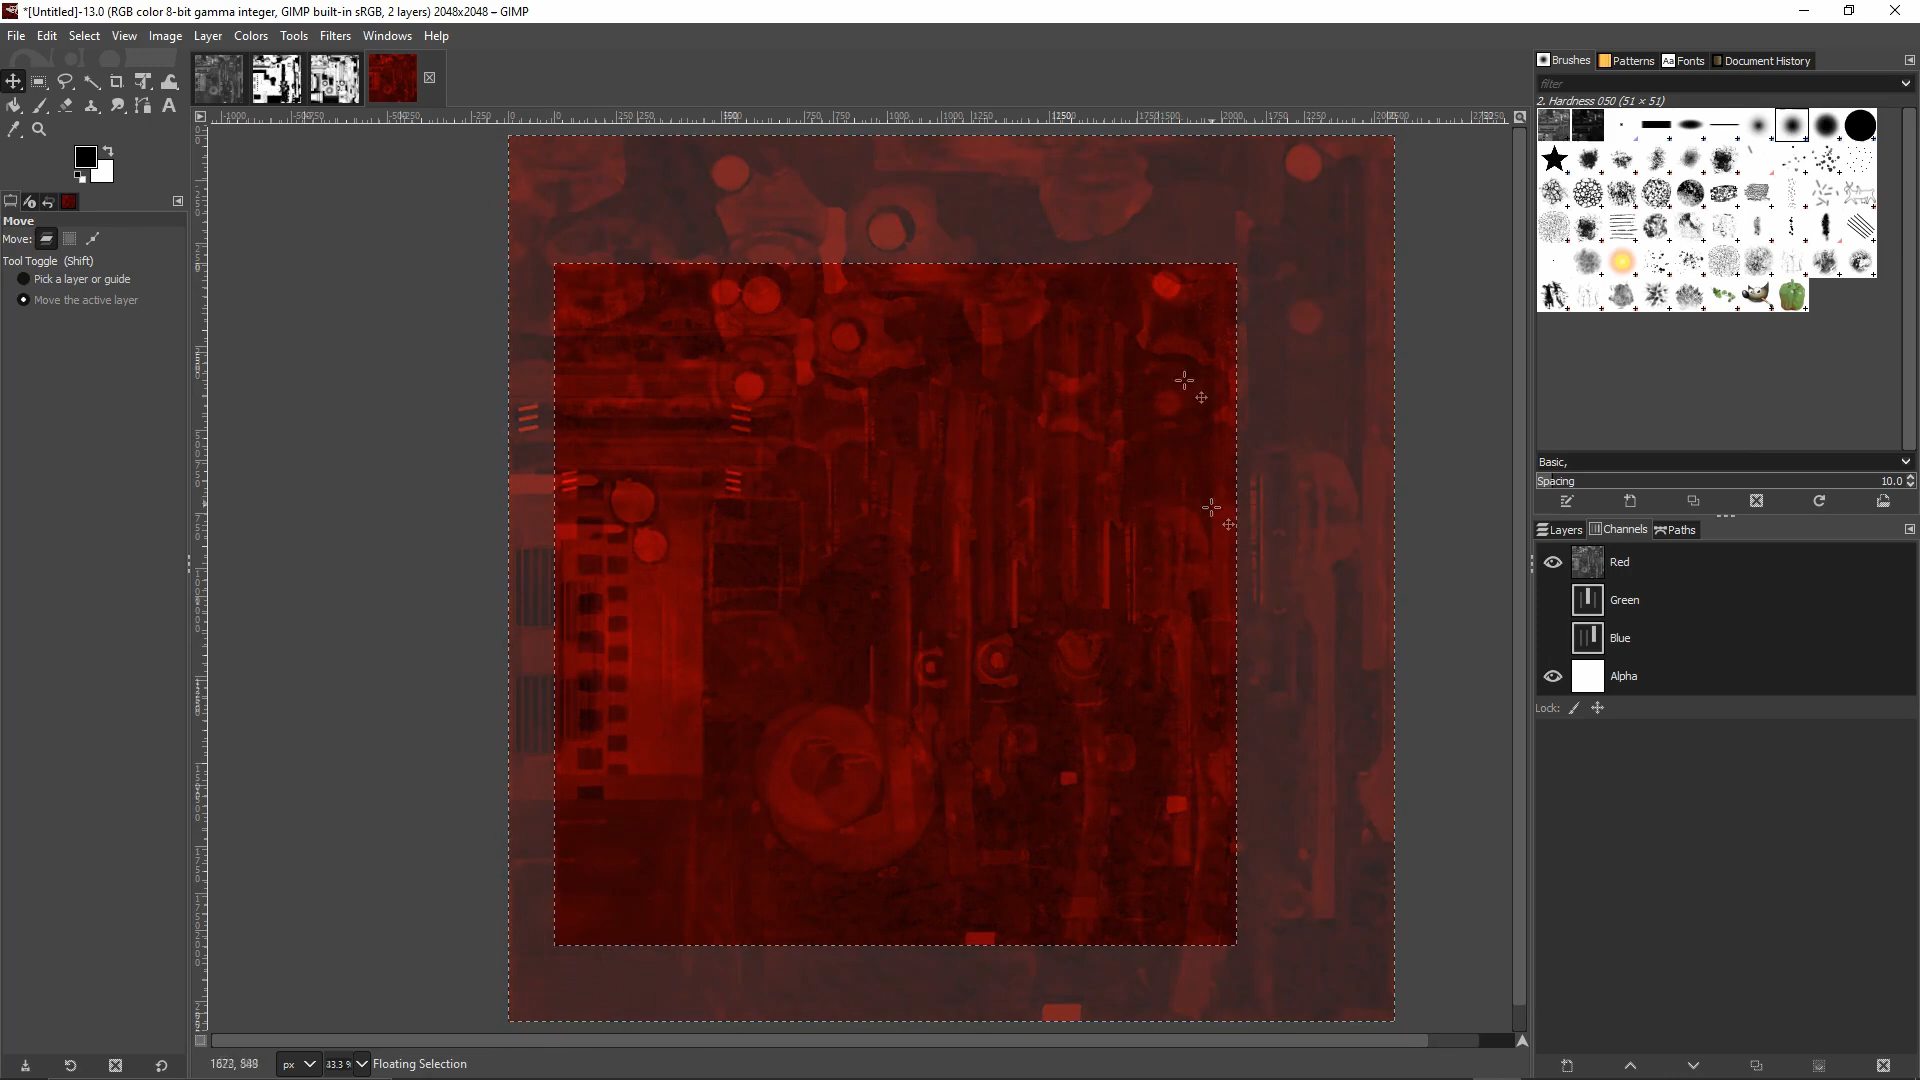 *[Untitled]-13.0 (RGB color 8-bit gamma integer, GIMP built-in sRGB, 2 layers) 2048x2048 – GIMP
File Edit Select View Image Layer Colors Tools Filters Windows Help
Brushes Patterns Aa Fonts Document History
filter
2. Hardness 050 (51 × 51)
Move
Move:
Tool Toggle (Shift)
Pick a layer or guide
Move the active layer
Basic,
Spacing 10.0
Layers Channels Paths
Red
Green
Blue
Alpha
Lock:
px 33.3 % Floating Selection